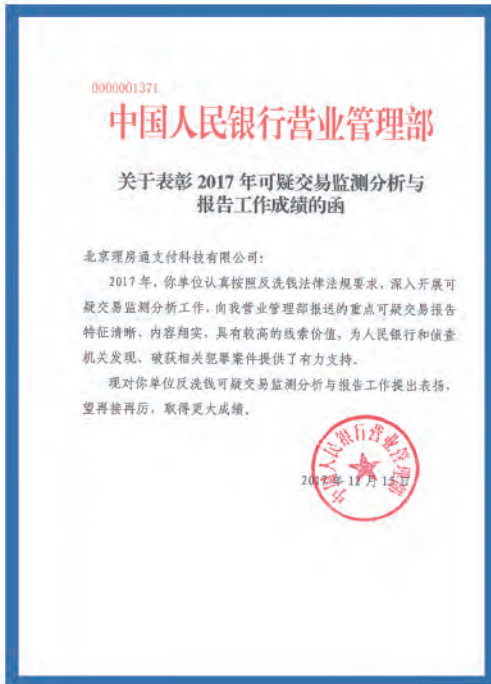 0000001371
中国人民银行营业管理部
关于表彰 2017 年可疑交易监测分析与
报告工作成绩的函
北京理房通支付科技有限公司：
2017 年，你单位认真按照反洗钱法律法规要求，深入开展可
疑交易监测分析工作，向我营业管理部报送的重点可疑交易报告
特征清晰、内容翔实，具有较高的线索价值，为人民银行和侦查
机关发现、破获相关犯罪案件提供了有力支持。
现对你单位反洗钱可疑交易监测分析与报告工作提出表扬，
望再接再厉，取得更大成绩。
中国人民银行营业管理部
2017 年 12 月 15 日